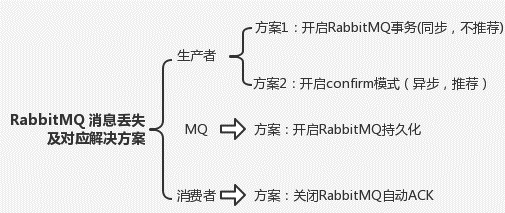 RabbitMQ 消息丢失
及对应解决方案
生产者
方案1：开启RabbitMQ事务(同步，不推荐)
方案2：开启confirm模式（异步，推荐）
MQ
方案：开启RabbitMQ持久化
消费者
方案：关闭RabbitMQ自动ACK